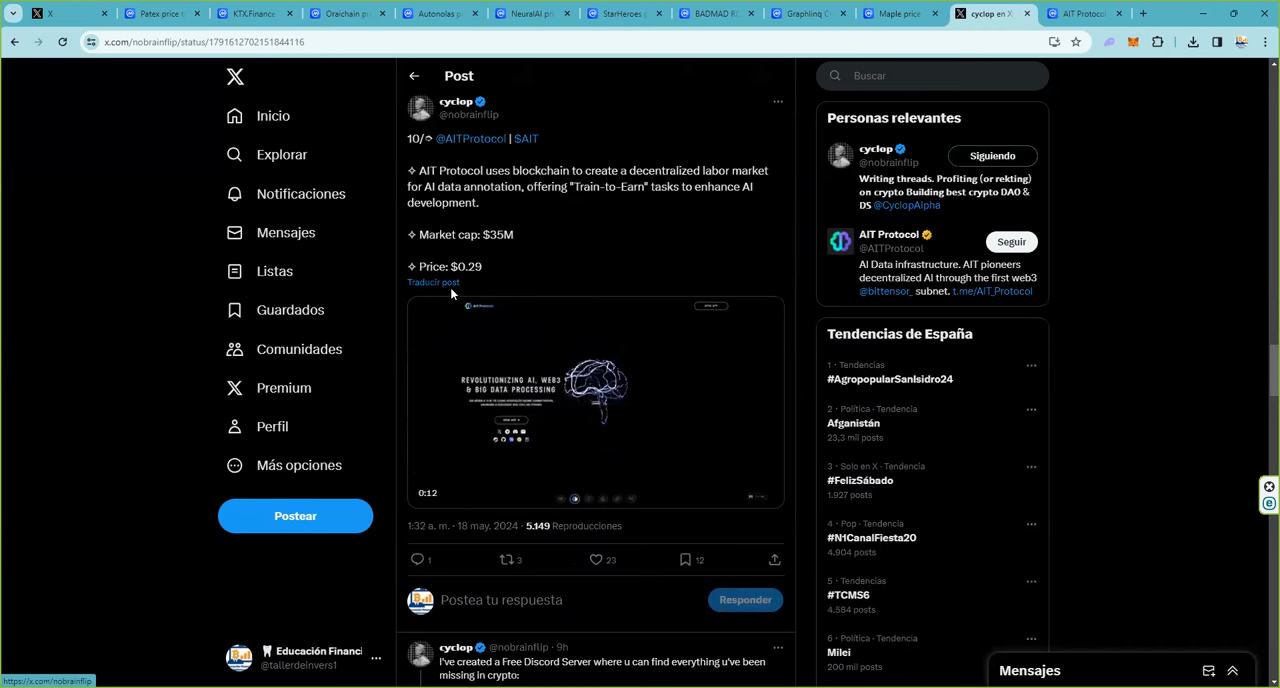 X
Patex price t
KTX.Finance
Oraichain pr
Autonolas p
NeuralAI pri
StarHeroes p
BADMAD R
Graphlinq C
Maple price
cyclop en X
AIT Protoco
x.com/nobrainflip/status/1791612702151844116
Inicio
Explorar
Notificaciones
Mensajes
Listas
Guardados
Comunidades
Premium
Perfil
Más opciones
Postear
Educación Financi
@tallerdeinvers1
https://x.com/nobrainflip
Post
cyclop
@nobrainflip
10/ @AITProtocol | $AIT
✧ AIT Protocol uses blockchain to create a decentralized labor market
for AI data annotation, offering "Train-to-Earn" tasks to enhance AI
development.
✧ Market cap: $35M
✧ Price: $0.29
Traducir post
AIT Protocol
OPEN APP
REVOLUTIONIZING AI, WEB3
& BIG DATA PROCESSING
0:12
1:32 a. m. · 18 may. 2024 · 5.149 Reproducciones
1
3
23
12
Postea tu respuesta
Responder
cyclop @nobrainflip · 9h
I've created a Free Discord Server where u can find everything u've been
missing in crypto:
Buscar
Personas relevantes
cyclop
@nobrainflip
Siguiendo
Writing threads. Profiting (or rekting)
on crypto Building best crypto DAO &
DS @CyclopAlpha
AIT Protocol
@AITProtocol
Seguir
AI Data infrastructure. AIT pioneers
decentralized AI through the first web3
@bittensor_ subnet. t.me/AIT_Protocol
Tendencias de España
1 · Tendencias
#AgropopularSanIsidro24
2 · Política · Tendencia
Afganistán
23,3 mil posts
3 · Solo en X · Tendencia
#FelizSábado
1.927 posts
4 · Pop · Tendencia
#N1CanalFiesta20
4.904 posts
5 · Tendencias
#TCMS6
4.584 posts
6 · Política · Tendencia
Milei
200 mil posts
Mensajes